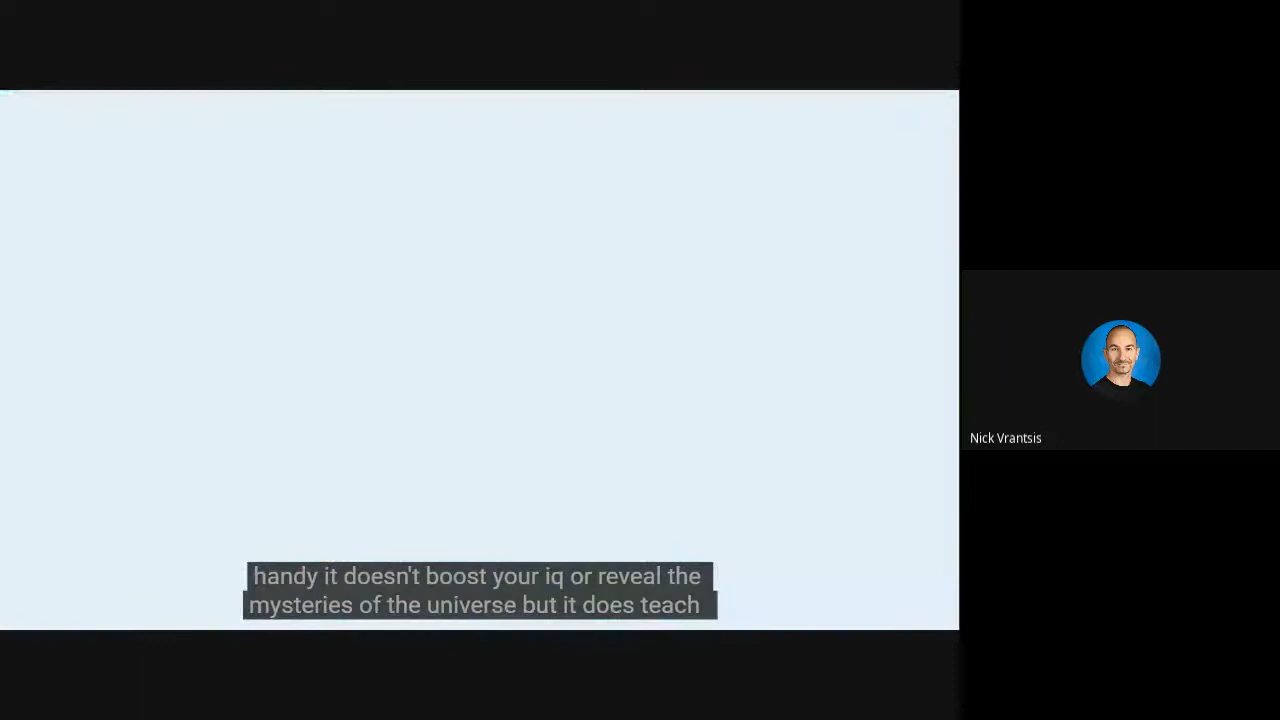 handy it doesn't boost your iq or reveal the
mysteries of the universe but it does teach
Nick Vrantsis